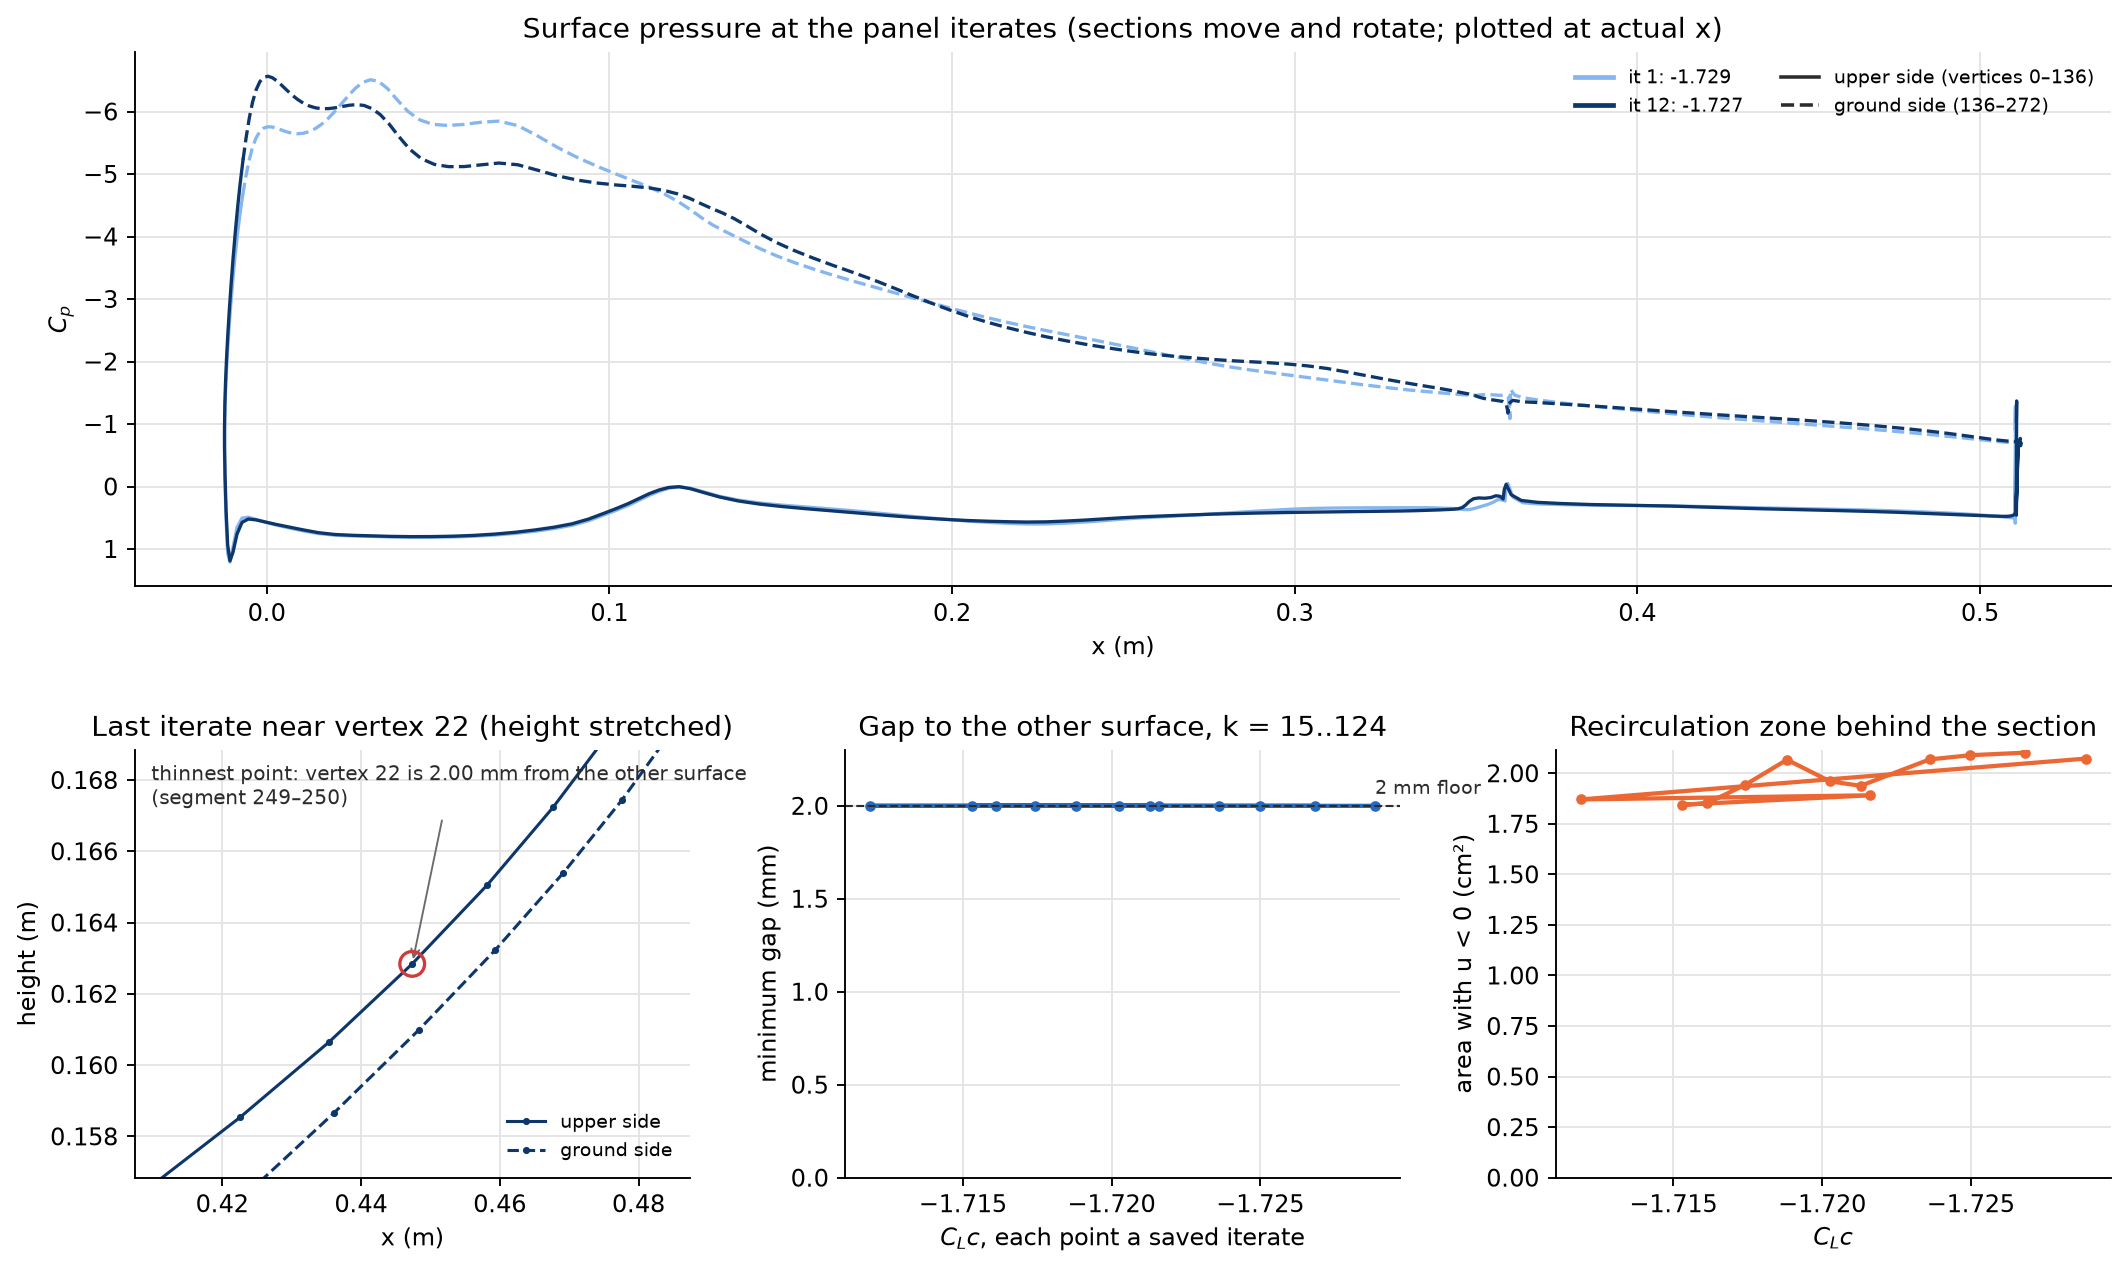 Surface pressure at the panel iterates (sections move and rotate; plotted at actual x)
it 1: -1.729
it 12: -1.727
upper side (vertices 0–136)
ground side (136–272)
−6
−5
−4
−3
−2
−1
0
1
Cp
0.0
0.1
0.2
0.3
0.4
0.5
x (m)
Last iterate near vertex 22 (height stretched)
thinnest point: vertex 22 is 2.00 mm from the other surface
(segment 249–250)
0.168
0.166
0.164
0.162
0.160
0.158
height (m)
upper side
ground side
0.42
0.44
0.46
0.48
x (m)
Gap to the other surface, k = 15..124
2 mm floor
2.0
1.5
1.0
0.5
0.0
minimum gap (mm)
−1.715
−1.720
−1.725
CLc, each point a saved iterate
Recirculation zone behind the section
2.00
1.75
1.50
1.25
1.00
0.75
0.50
0.25
0.00
area with u < 0 (cm²)
−1.715
−1.720
−1.725
CLc